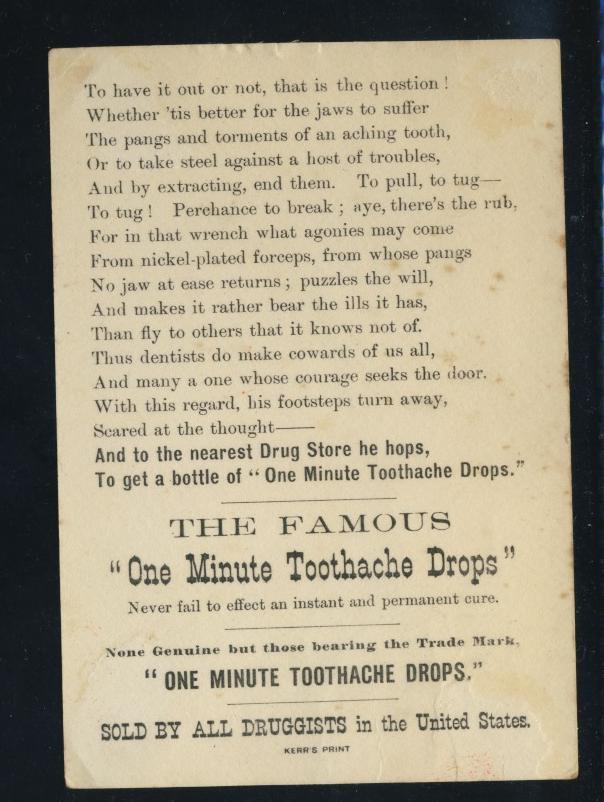 To have it out or not, that is the question !
Whether 'tis better for the jaws to suffer
The pangs and torments of an aching tooth,
Or to take steel against a host of troubles,
And by extracting, end them. To pull, to tug—
To tug ! Perchance to break ; aye, there's the rub,
For in that wrench what agonies may come
From nickel-plated forceps, from whose pangs
No jaw at ease returns ; puzzles the will,
And makes it rather bear the ills it has,
Than fly to others that it knows not of.
Thus dentists do make cowards of us all,
And many a one whose courage seeks the door.
With this regard, his footsteps turn away,
Scared at the thought——
And to the nearest Drug Store he hops,
To get a bottle of "One Minute Toothache Drops."
THE FAMOUS
"One Minute Toothache Drops"
Never fail to effect an instant and permanent cure.
None Genuine but those bearing the Trade Mark,
"ONE MINUTE TOOTHACHE DROPS."
SOLD BY ALL DRUGGISTS in the United States.
KERR'S PRINT